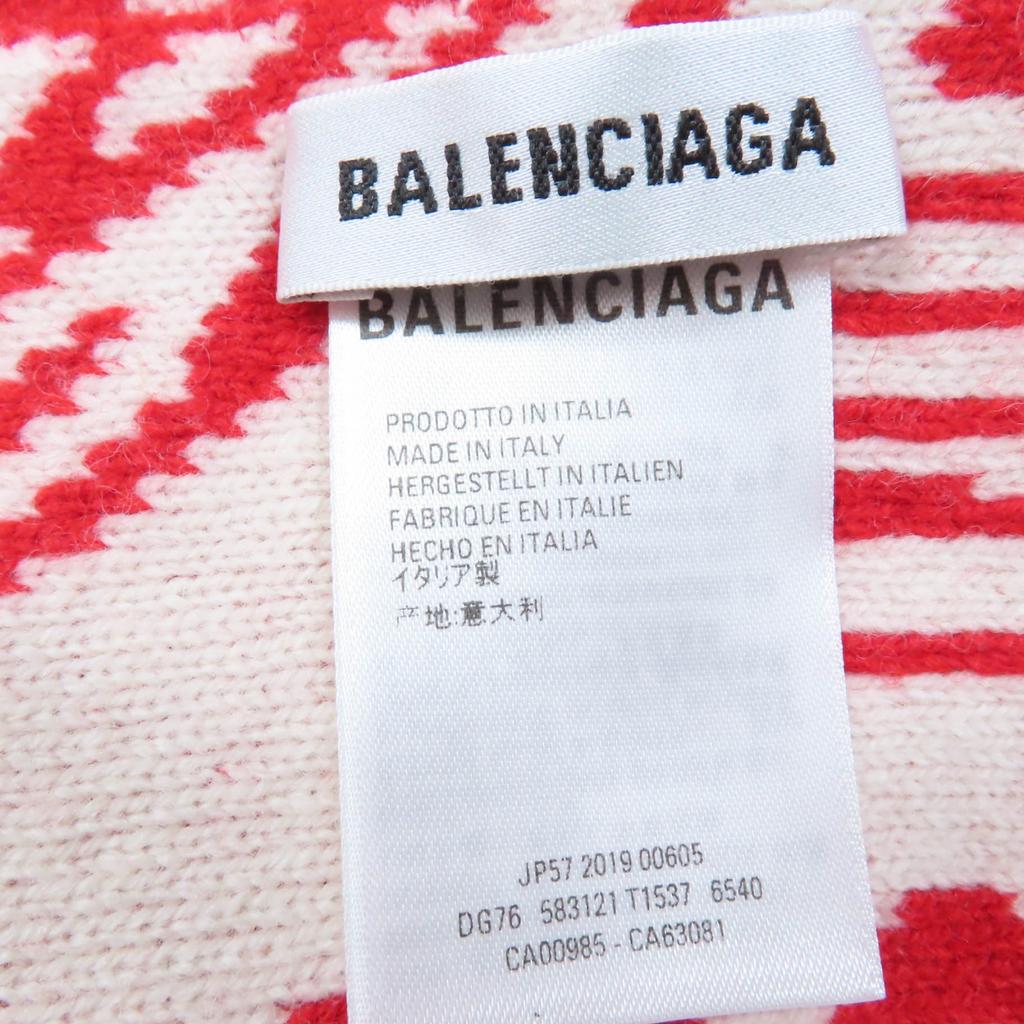 BALENCIAGA
BALENCIAGA
PRODOTTO IN ITALIA
MADE IN ITALY
HERGESTELLT IN ITALIEN
FABRIQUE EN ITALIE
HECHO EN ITALIA
イタリア製
产地:意大利
JP57 2019 00605
DG76 583121 T1537 6540
CA00985 - CA63081